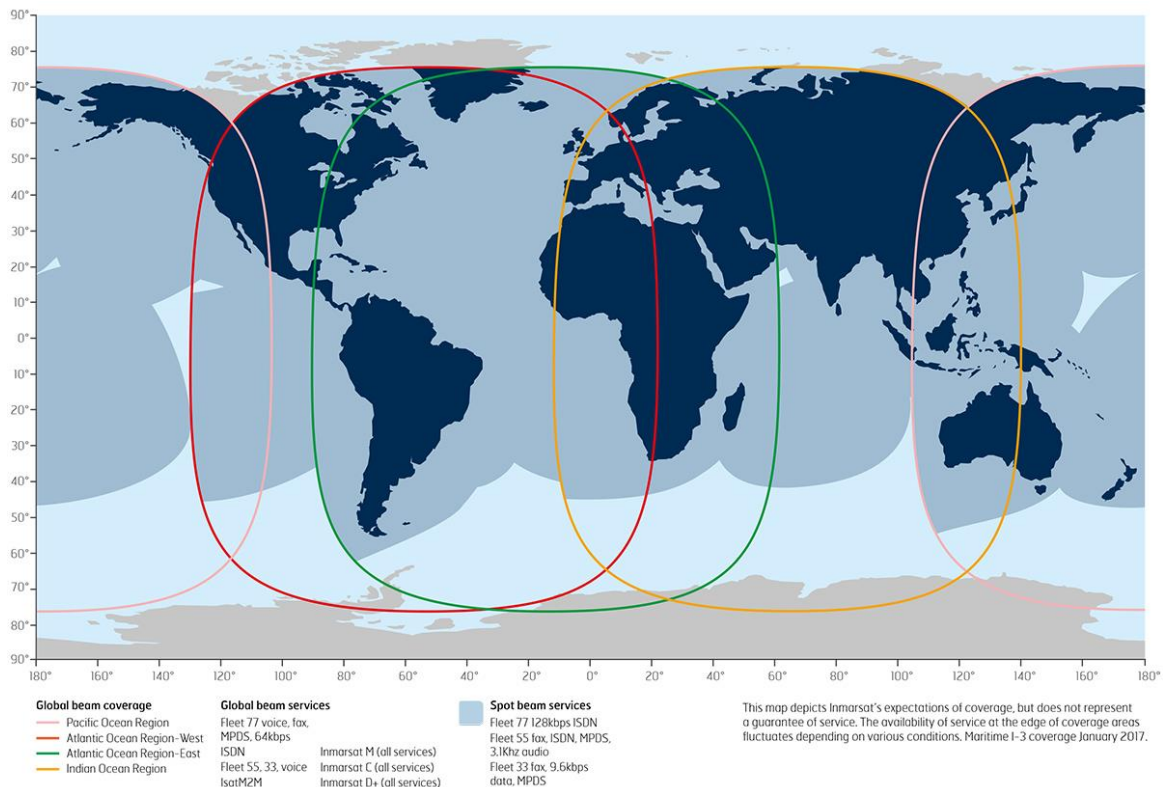 90°
80°
70°
60°
50°
40°
30°
20°
10°
0°
10°
20°
30°
40°
50°
60°
70°
80°
90°
180° 160° 140° 120° 100° 80° 60° 40° 20° 0° 20° 40° 60° 80° 100° 120° 140° 160° 180°
Global beam coverage
Pacific Ocean Region
Atlantic Ocean Region-West
Atlantic Ocean Region-East
Indian Ocean Region
Global beam services
Fleet 77 voice, fax,
MPDS, 64kbps
ISDN
Fleet 55, 33, voice
IsatM2M
Inmarsat M (all services)
Inmarsat C (all services)
Inmarsat D+ (all services)
Spot beam services
Fleet 77 128kbps ISDN
Fleet 55 fax, ISDN, MPDS,
3.1Khz audio
Fleet 33 fax, 9.6kbps
data, MPDS
This map depicts Inmarsat's expectations of coverage, but does not represent
a guarantee of service. The availability of service at the edge of coverage areas
fluctuates depending on various conditions. Maritime I-3 coverage January 2017.